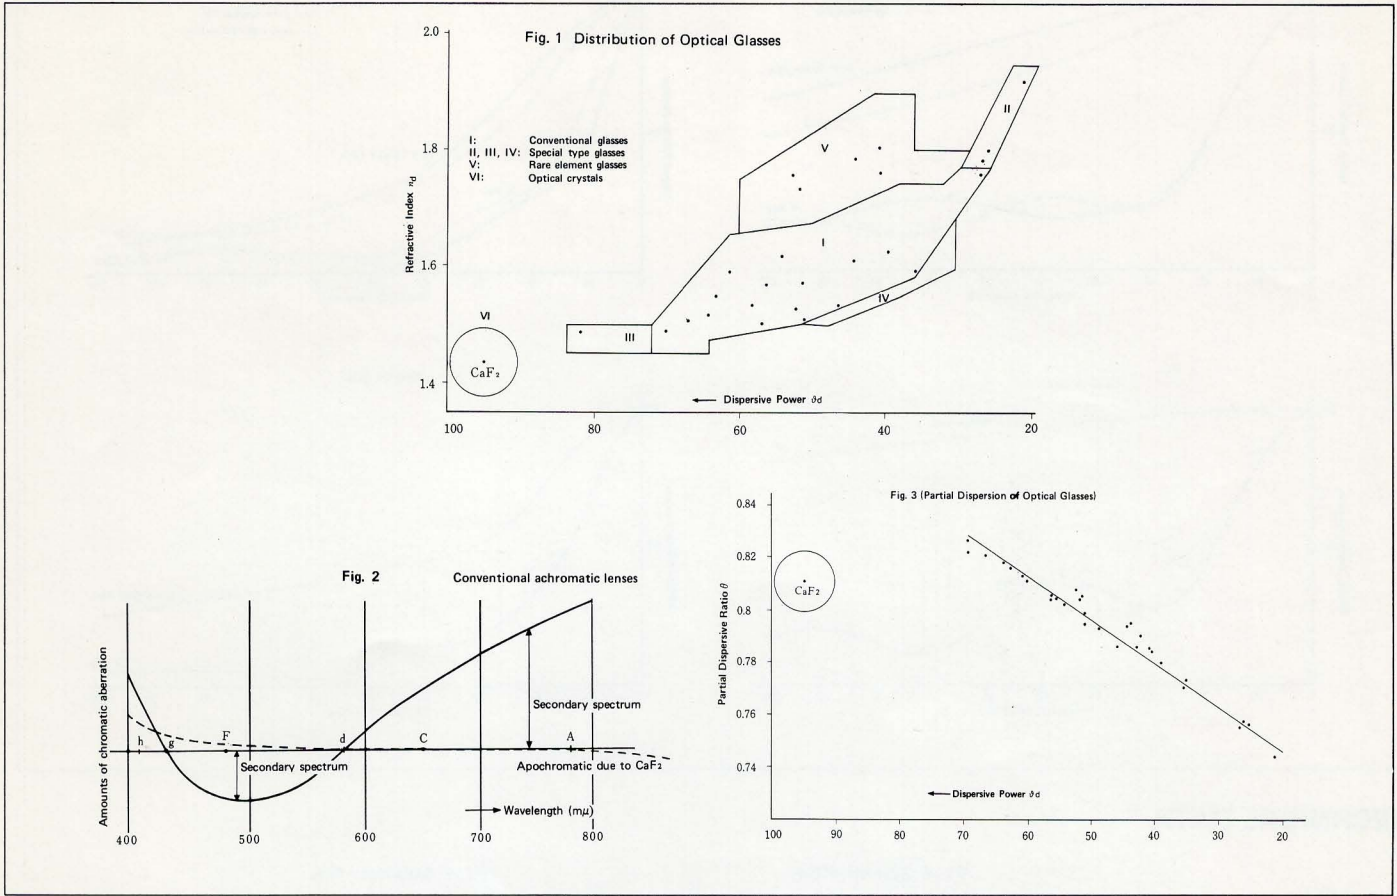 Fig. 1 Distribution of Optical Glasses
2.0
1.8
1.6
1.4
Refractive Index nd
I: Conventional glasses
II, III, IV: Special type glasses
V: Rare element glasses
VI: Optical crystals
II
V
I
IV
VI
III
CaF₂
← Dispersive Power ϑd
100 80 60 40 20
Fig. 2 Conventional achromatic lenses
Amounts of chromatic aberration
Secondary spectrum
h g F d C A
Secondary spectrum
Apochromatic due to CaF₂
→ Wavelength (mμ)
400 500 600 700 800
Fig. 3 (Partial Dispersion of Optical Glasses)
0.84
0.82
0.8
0.78
0.76
0.74
Partial Dispersive Ratio θ
CaF₂
← Dispersive Power ϑd
100 90 80 70 60 50 40 30 20